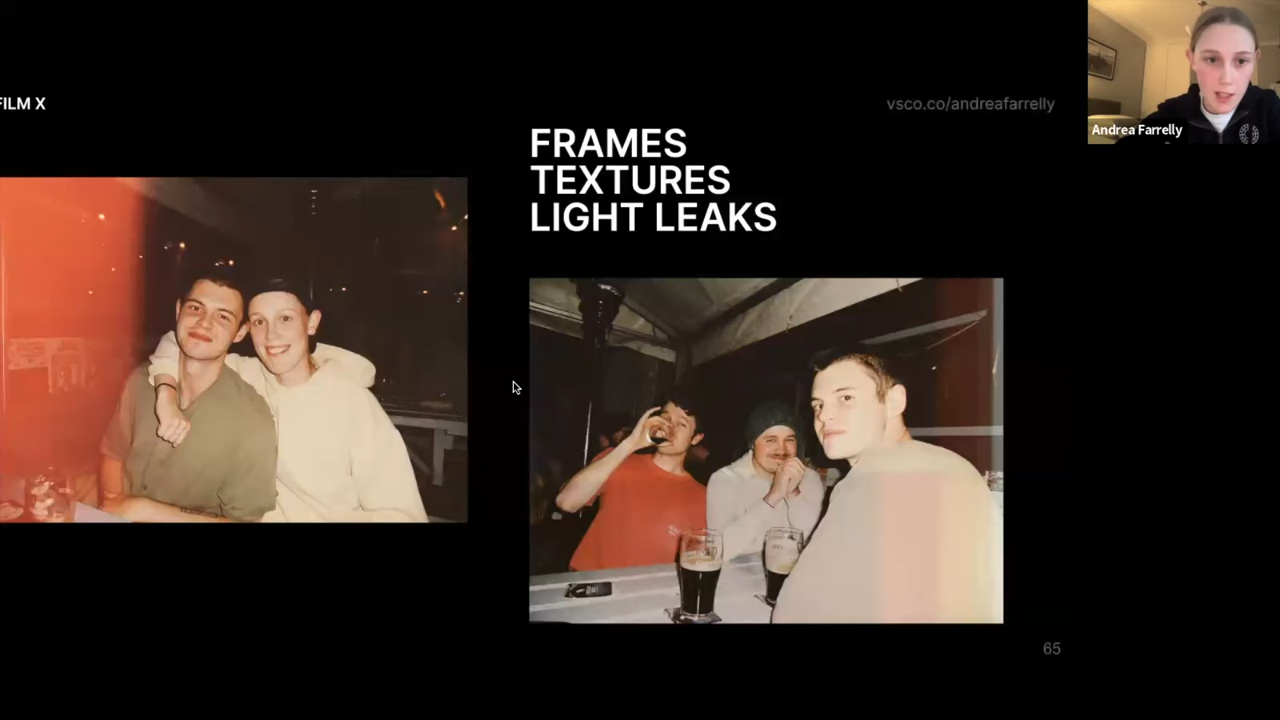 FILM X
vsco.co/andreafarrelly
FRAMES
TEXTURES
LIGHT LEAKS
Andrea Farrelly
65